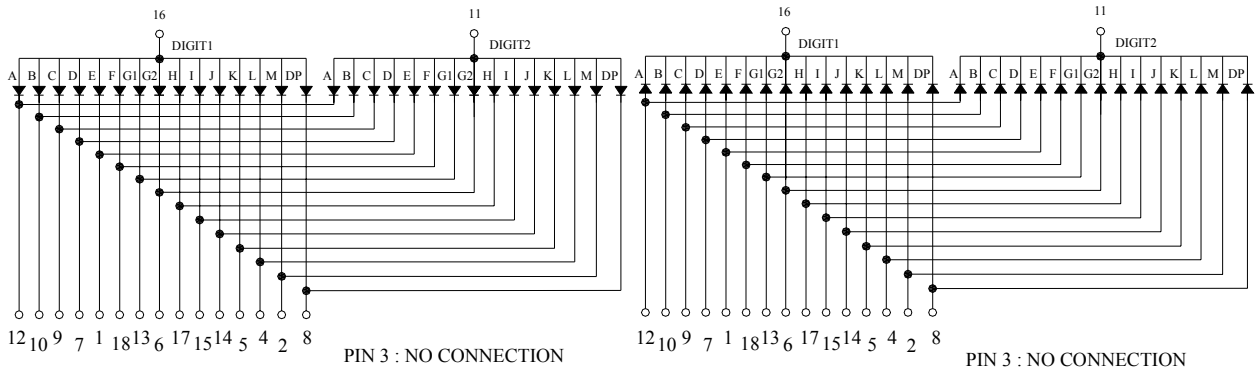 16 11
DIGIT1 DIGIT2
A B C D E F G1 G2 H I J K L M DP A B C D E F G1 G2 H I J K L M DP
12 10 9 7 1 18 13 6 17 15 14 5 4 2 8
PIN 3 : NO CONNECTION
16 11
DIGIT1 DIGIT2
A B C D E F G1 G2 H I J K L M DP A B C D E F G1 G2 H I J K L M DP
12 10 9 7 1 18 13 6 17 15 14 5 4 2 8
PIN 3 : NO CONNECTION